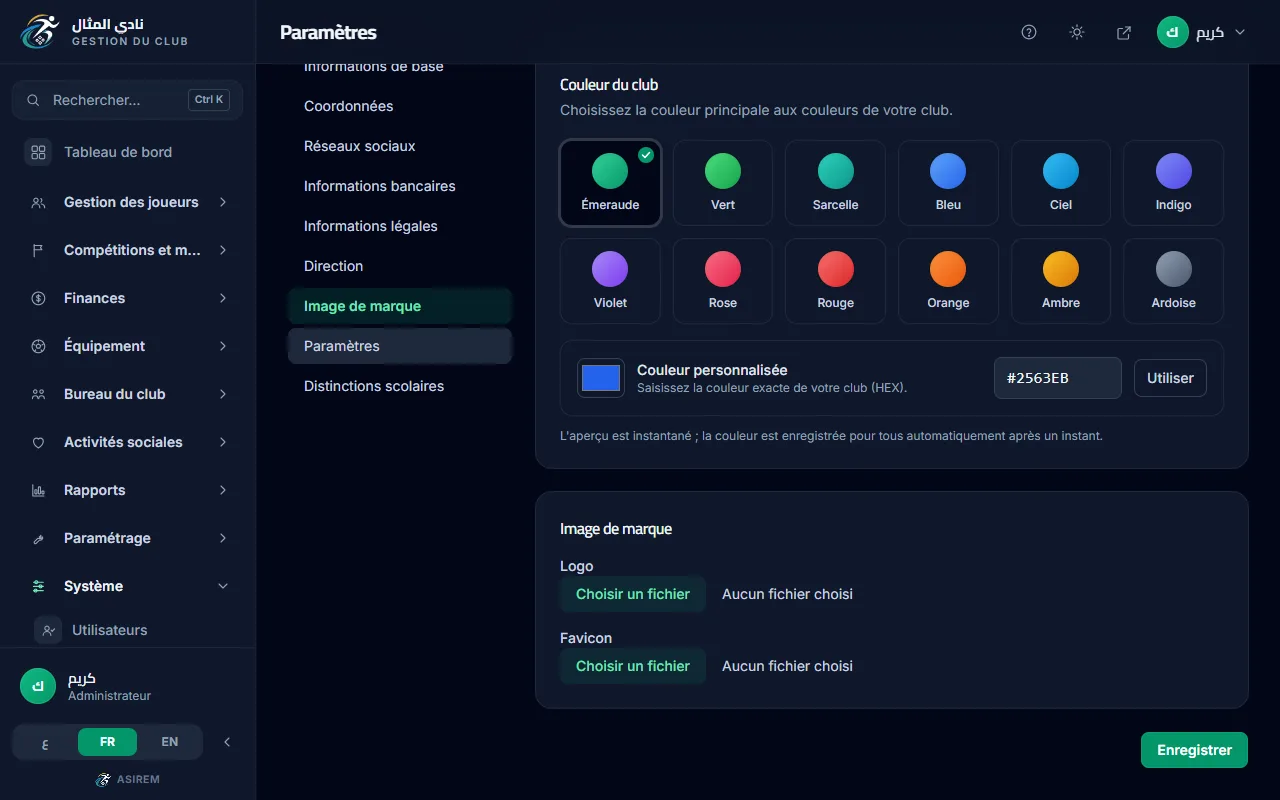 نادي المثال
GESTION DU CLUB
Rechercher...
Ctrl K
Tableau de bord
Gestion des joueurs
Compétitions et m...
Finances
Équipement
Bureau du club
Activités sociales
Rapports
Paramétrage
Système
Utilisateurs
ك
كريم
Administrateur
ع
FR
EN
ASIREM
Paramètres
ك
كريم
Informations de base
Coordonnées
Réseaux sociaux
Informations bancaires
Informations légales
Direction
Image de marque
Paramètres
Distinctions scolaires
Couleur du club
Choisissez la couleur principale aux couleurs de votre club.
Émeraude
Vert
Sarcelle
Bleu
Ciel
Indigo
Violet
Rose
Rouge
Orange
Ambre
Ardoise
Couleur personnalisée
Saisissez la couleur exacte de votre club (HEX).
#2563EB
Utiliser
L'aperçu est instantané ; la couleur est enregistrée pour tous automatiquement après un instant.
Image de marque
Logo
Choisir un fichier
Aucun fichier choisi
Favicon
Choisir un fichier
Aucun fichier choisi
Enregistrer